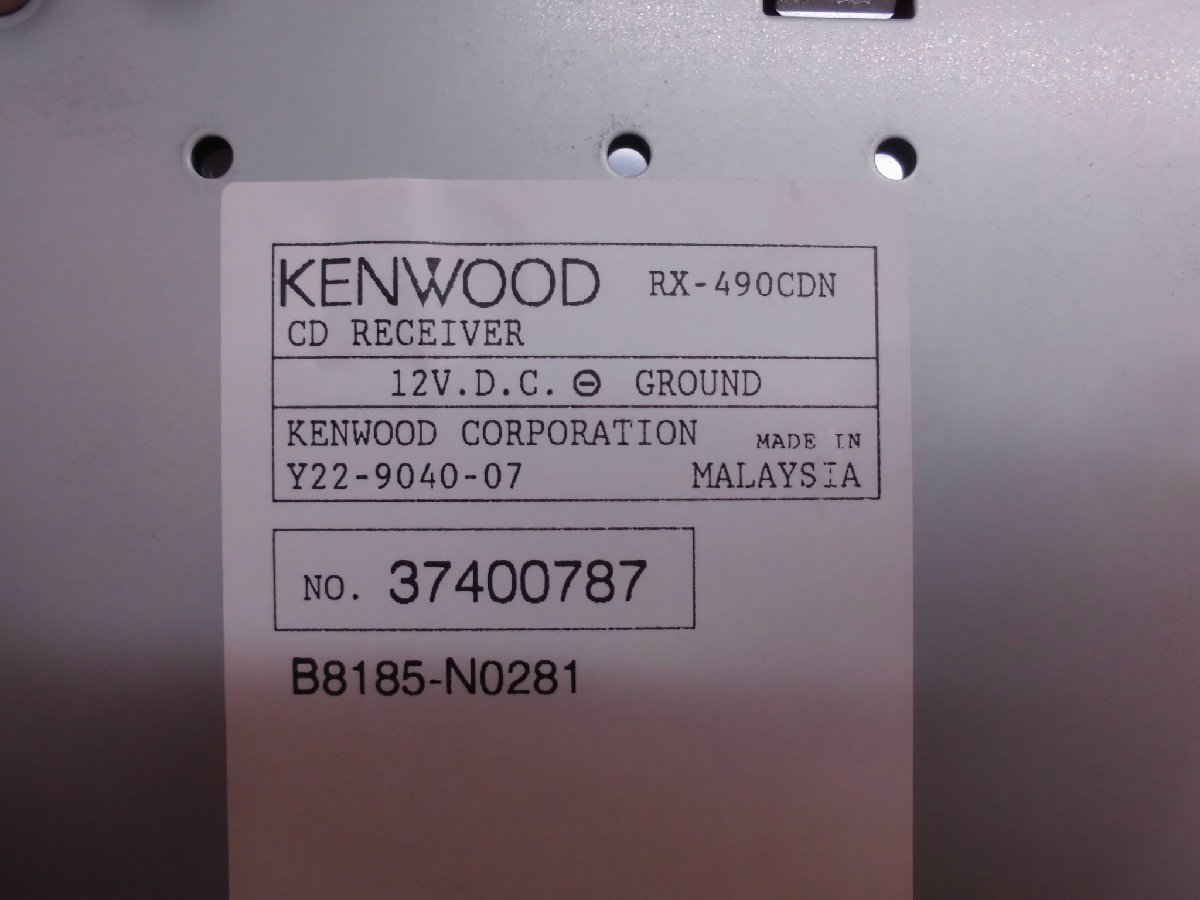 KENWOOD RX-490CDN
CD RECEIVER
12V.D.C. ⊖ GROUND
KENWOOD CORPORATION MADE IN
Y22-9040-07 MALAYSIA
NO. 37400787
B8185-N0281